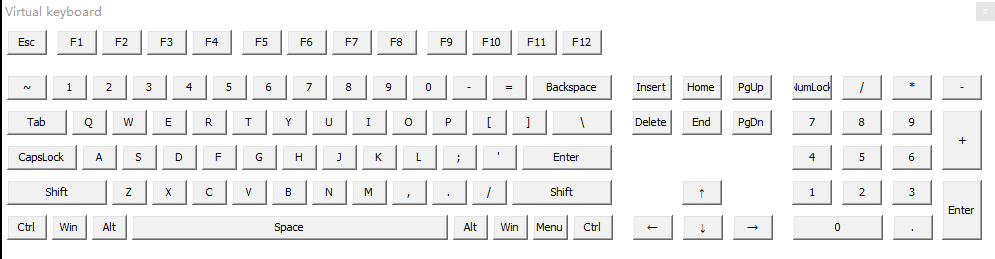 Virtual keyboard x
Esc F1 F2 F3 F4 F5 F6 F7 F8 F9 F10 F11 F12
~ 1 2 3 4 5 6 7 8 9 0 - = Backspace Insert Home PgUp NumLock / * -
Tab Q W E R T Y U I O P [ ] \ Delete End PgDn 7 8 9 +
CapsLock A S D F G H J K L ; ' Enter 4 5 6
Shift Z X C V B N M , . / Shift ↑ 1 2 3 Enter
Ctrl Win Alt Space Alt Win Menu Ctrl ← ↓ → 0 .